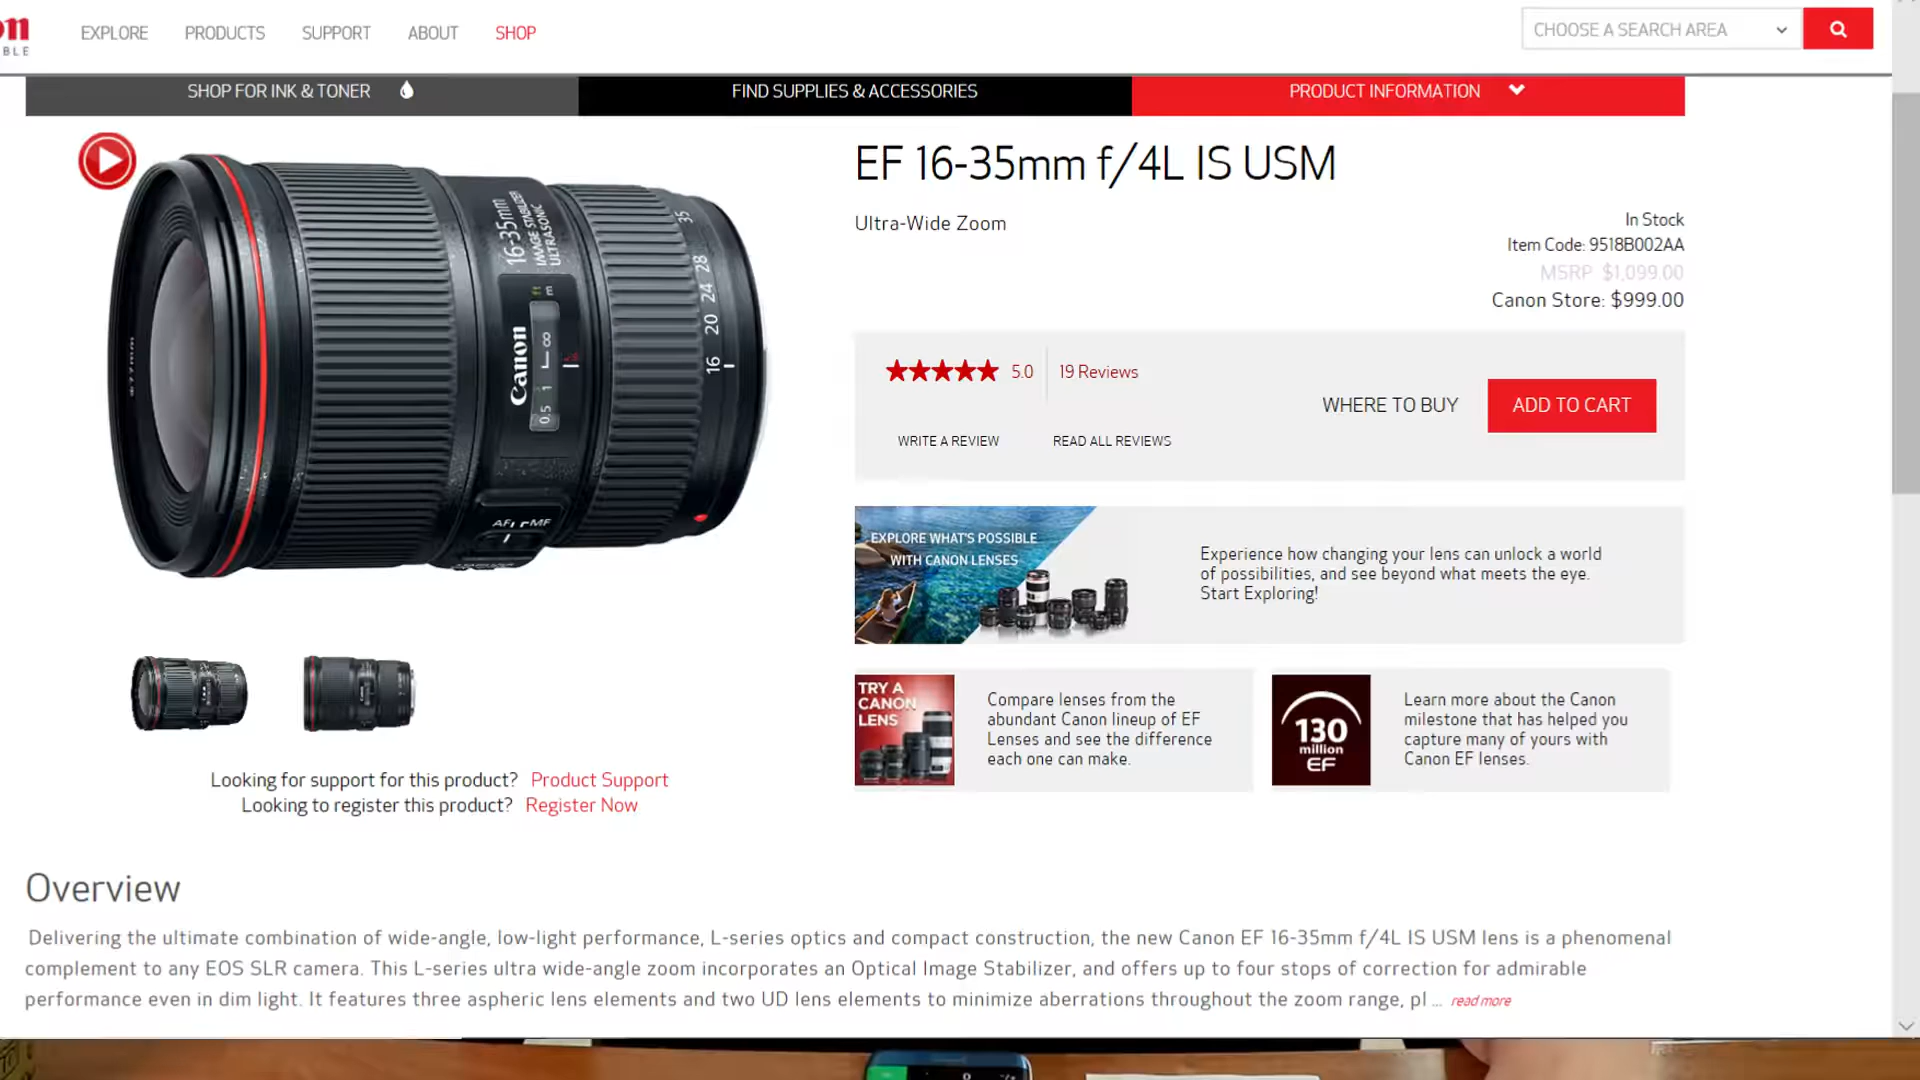 on
BLE
EXPLORE
PRODUCTS
SUPPORT
ABOUT
SHOP
CHOOSE A SEARCH AREA
SHOP FOR INK & TONER
FIND SUPPLIES & ACCESSORIES
PRODUCT INFORMATION
EF 16-35mm f/4L IS USM
Ultra-Wide Zoom
In Stock
Item Code: 9518B002AA
MSRP $1,099.00
Canon Store: $999.00
16-35mm
IMAGE STABILIZER
ULTRASONIC
ft m
Canon
0.5 1 L ∞
35 28 24 20 16
AF MF
5.0
19 Reviews
WRITE A REVIEW
READ ALL REVIEWS
WHERE TO BUY
ADD TO CART
EXPLORE WHAT'S POSSIBLE
WITH CANON LENSES
Experience how changing your lens can unlock a world
of possibilities, and see beyond what meets the eye.
Start Exploring!
TRY A
CANON
LENS
Compare lenses from the
abundant Canon lineup of EF
Lenses and see the difference
each one can make.
130
million
EF
Learn more about the Canon
milestone that has helped you
capture many of yours with
Canon EF lenses.
Looking for support for this product? Product Support
Looking to register this product? Register Now
Overview
Delivering the ultimate combination of wide-angle, low-light performance, L-series optics and compact construction, the new Canon EF 16-35mm f/4L IS USM lens is a phenomenal
complement to any EOS SLR camera. This L-series ultra wide-angle zoom incorporates an Optical Image Stabilizer, and offers up to four stops of correction for admirable
performance even in dim light. It features three aspheric lens elements and two UD lens elements to minimize aberrations throughout the zoom range, pl ... read more